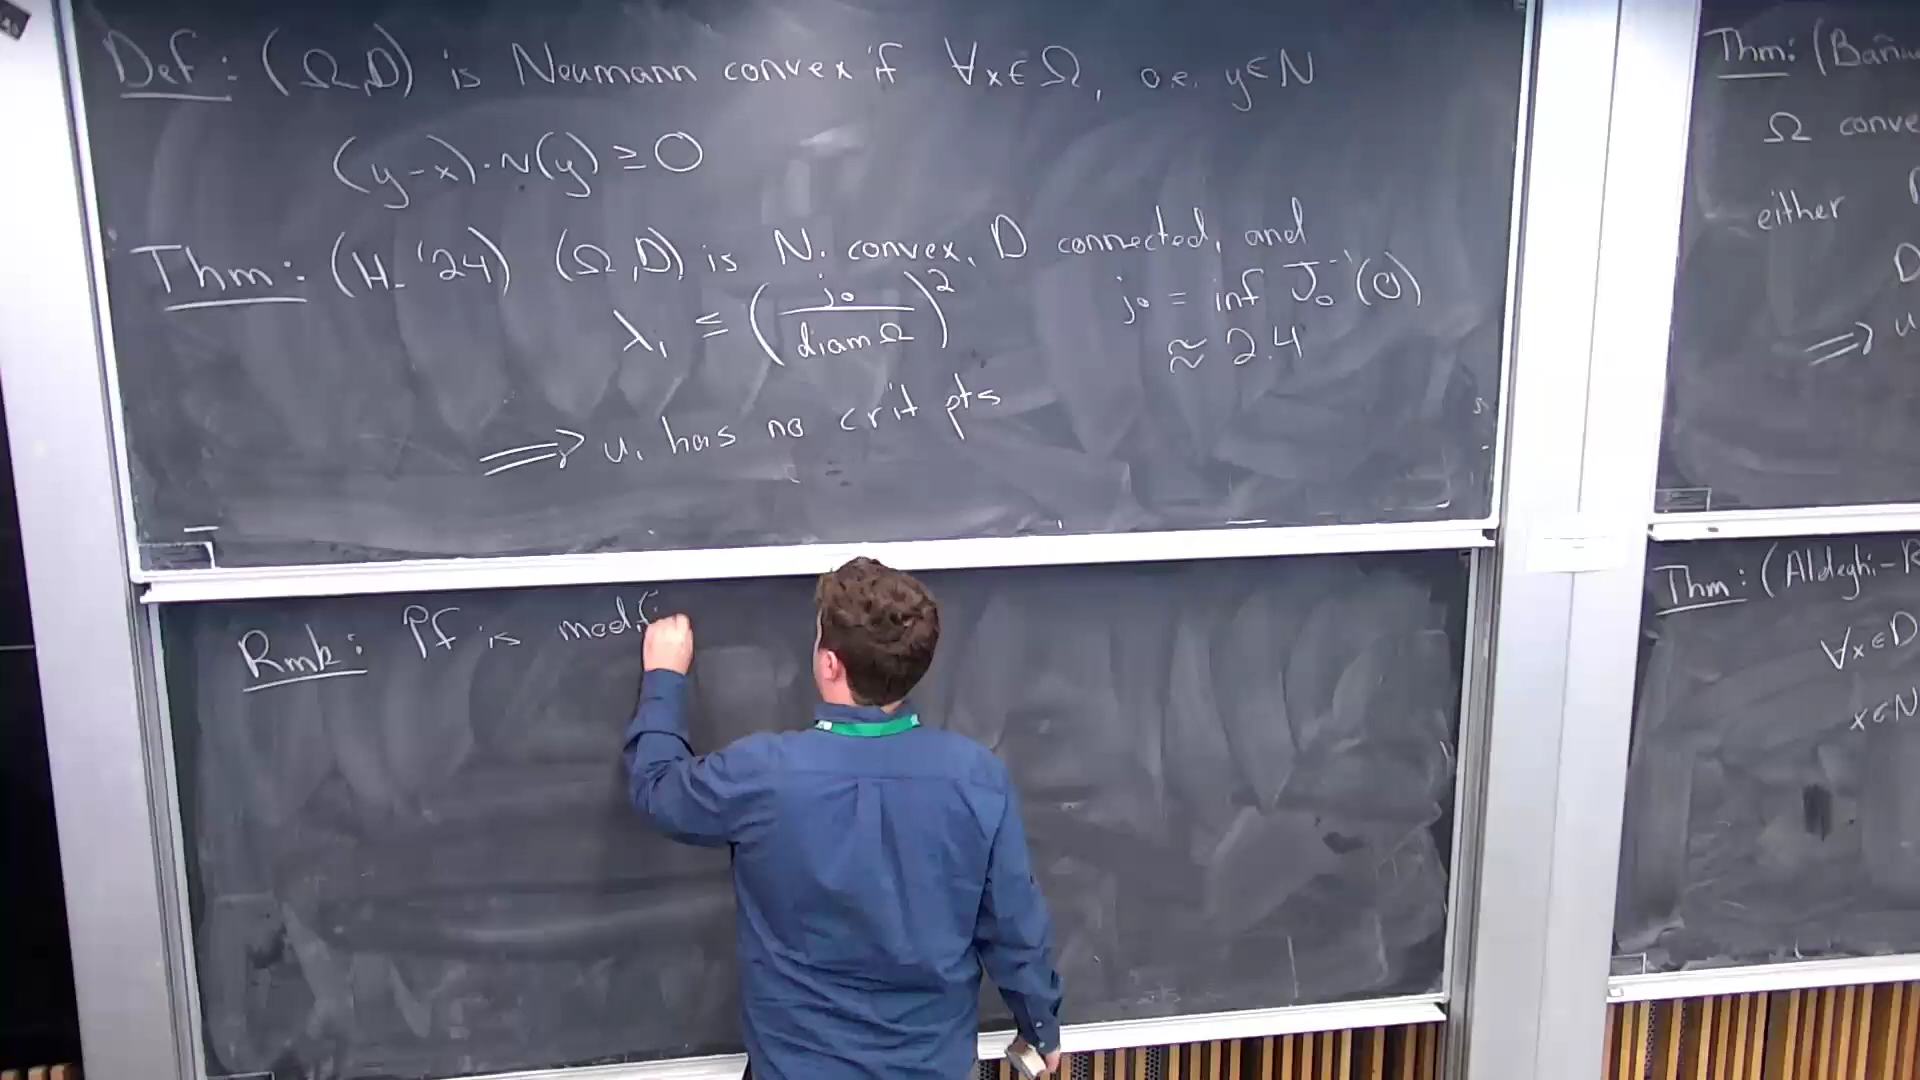 Def: (Ω,D) is Neumann convex if ∀x∈Ω, a.e. y∈N
(y-x)·N(y) ≥ 0
Thm: (H. '24) (Ω,D) is N. convex, D connected, and
λ₁ ≤ (j₀ / diam Ω)² j₀ = inf J₀⁻¹(0)
≈ 2.4
⟹ u₁ has no crit pts
Rmk: Pf is modifi
Thm: (Bañu
Ω conve
either
D
⟹ u
Thm: (Aldeghi-R
∀x∈D
x∈N